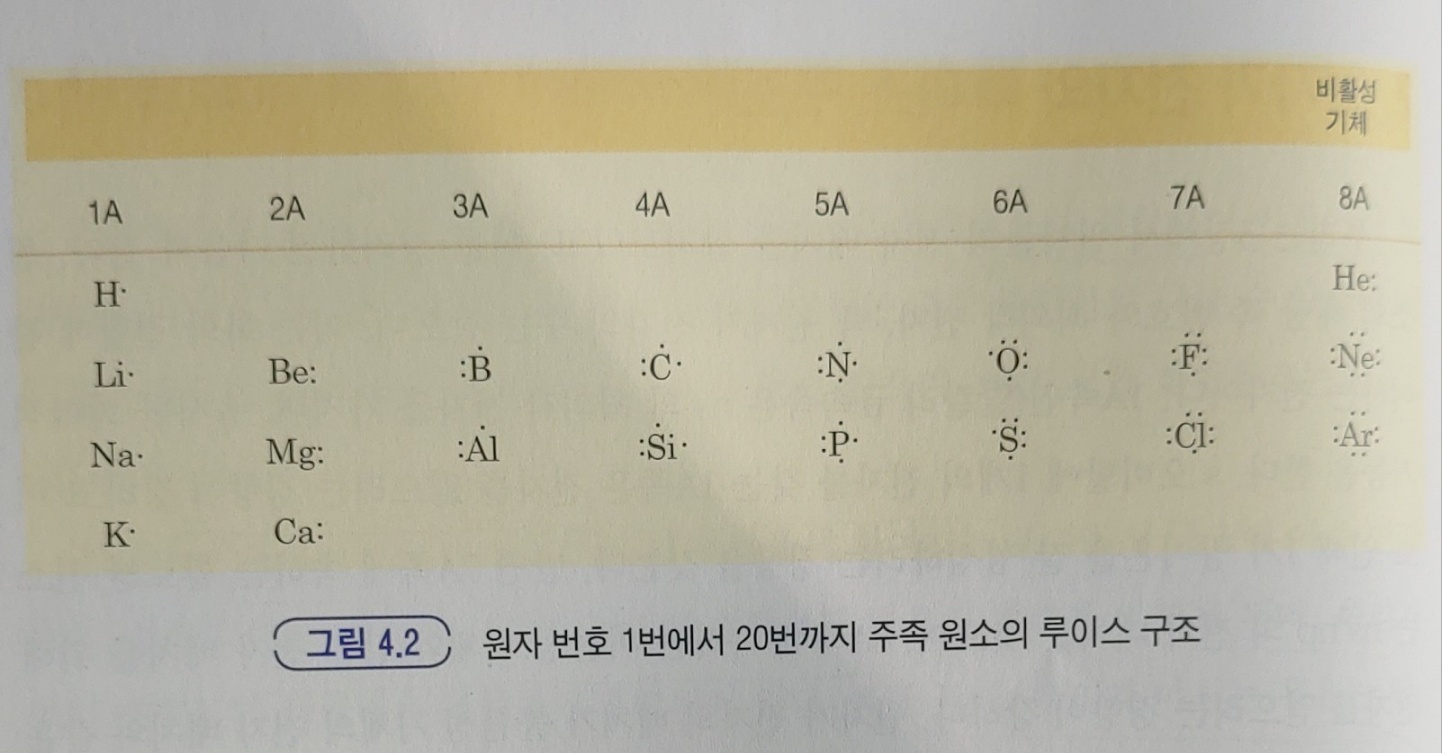 비활성
기체
1A 2A 3A 4A 5A 6A 7A 8A
H· He:
Li· Be: :Ḃ :Ċ· :Ṇ̇· ·Ọ̈: :F̣̈: :N̤̈e:
Na· Mg: :Ȧl :Ṡi· :Ṗ̣· ·Ṣ̈: :C̣̈l: :Ä̤r:
K· Ca:
그림 4.2 원자 번호 1번에서 20번까지 주족 원소의 루이스 구조